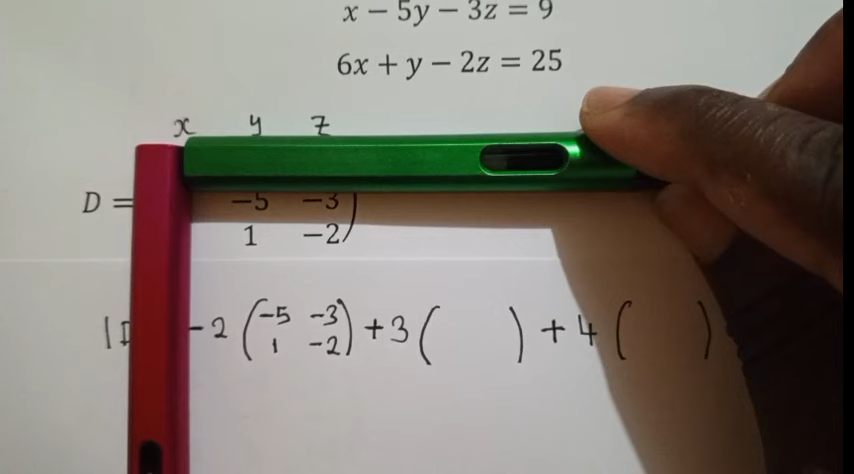 x − 5y − 3z = 9
6x + y − 2z = 25
x y z
D = −5 −3
1 −2)
|D −2 (−5 −3 +3 ( ) +4 ( )
1 −2)